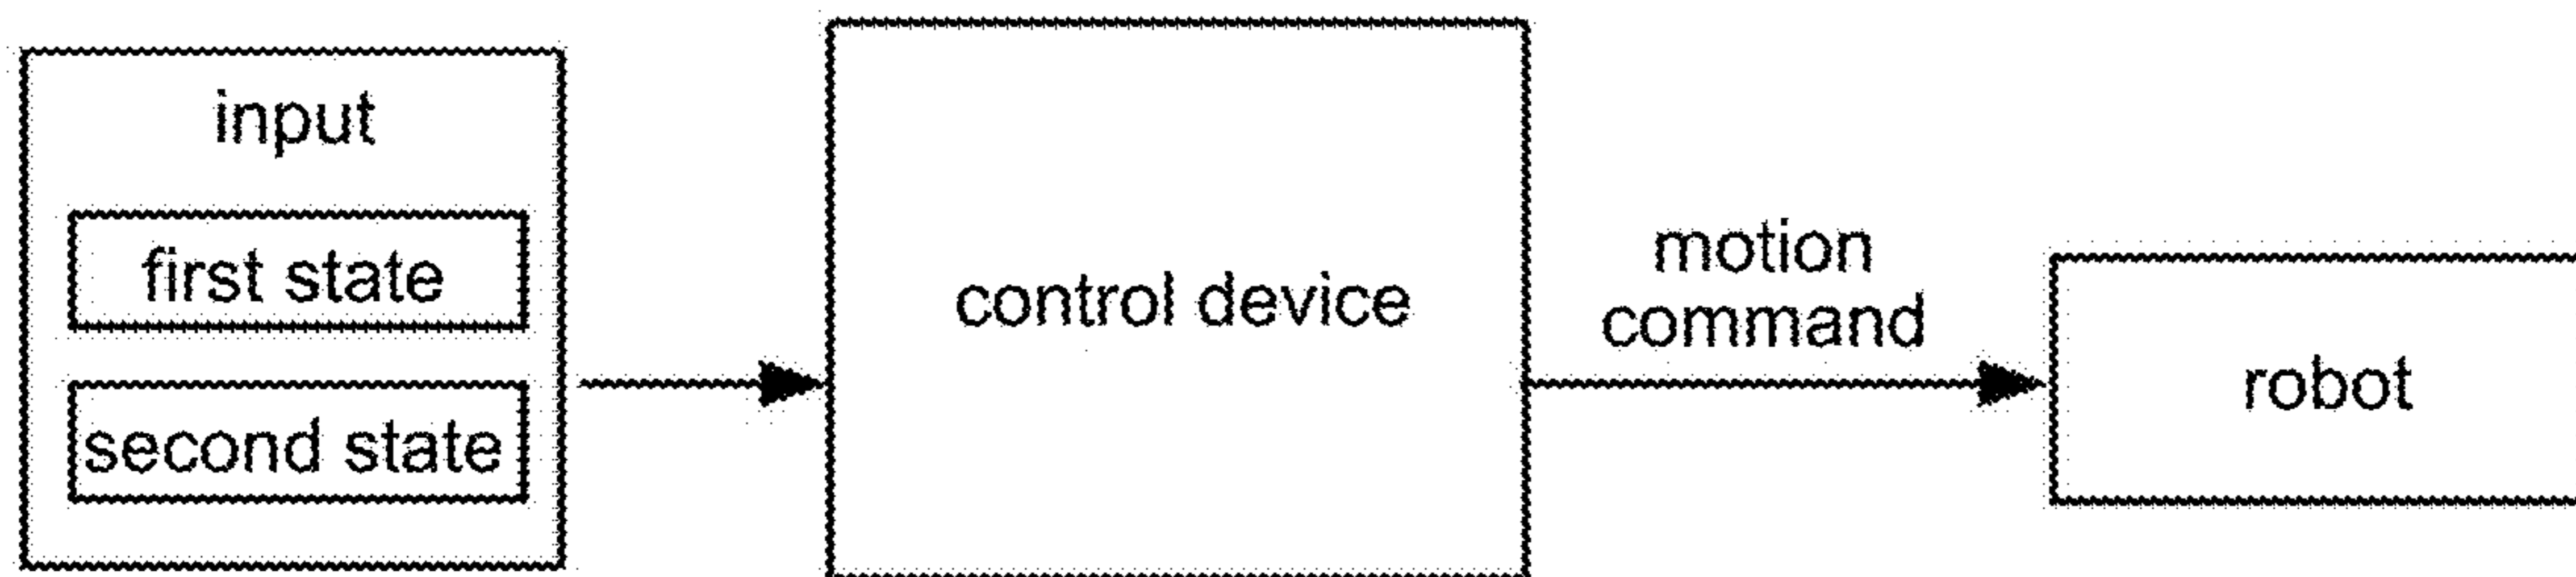 input
first state
second state
control device
motion
command
robot